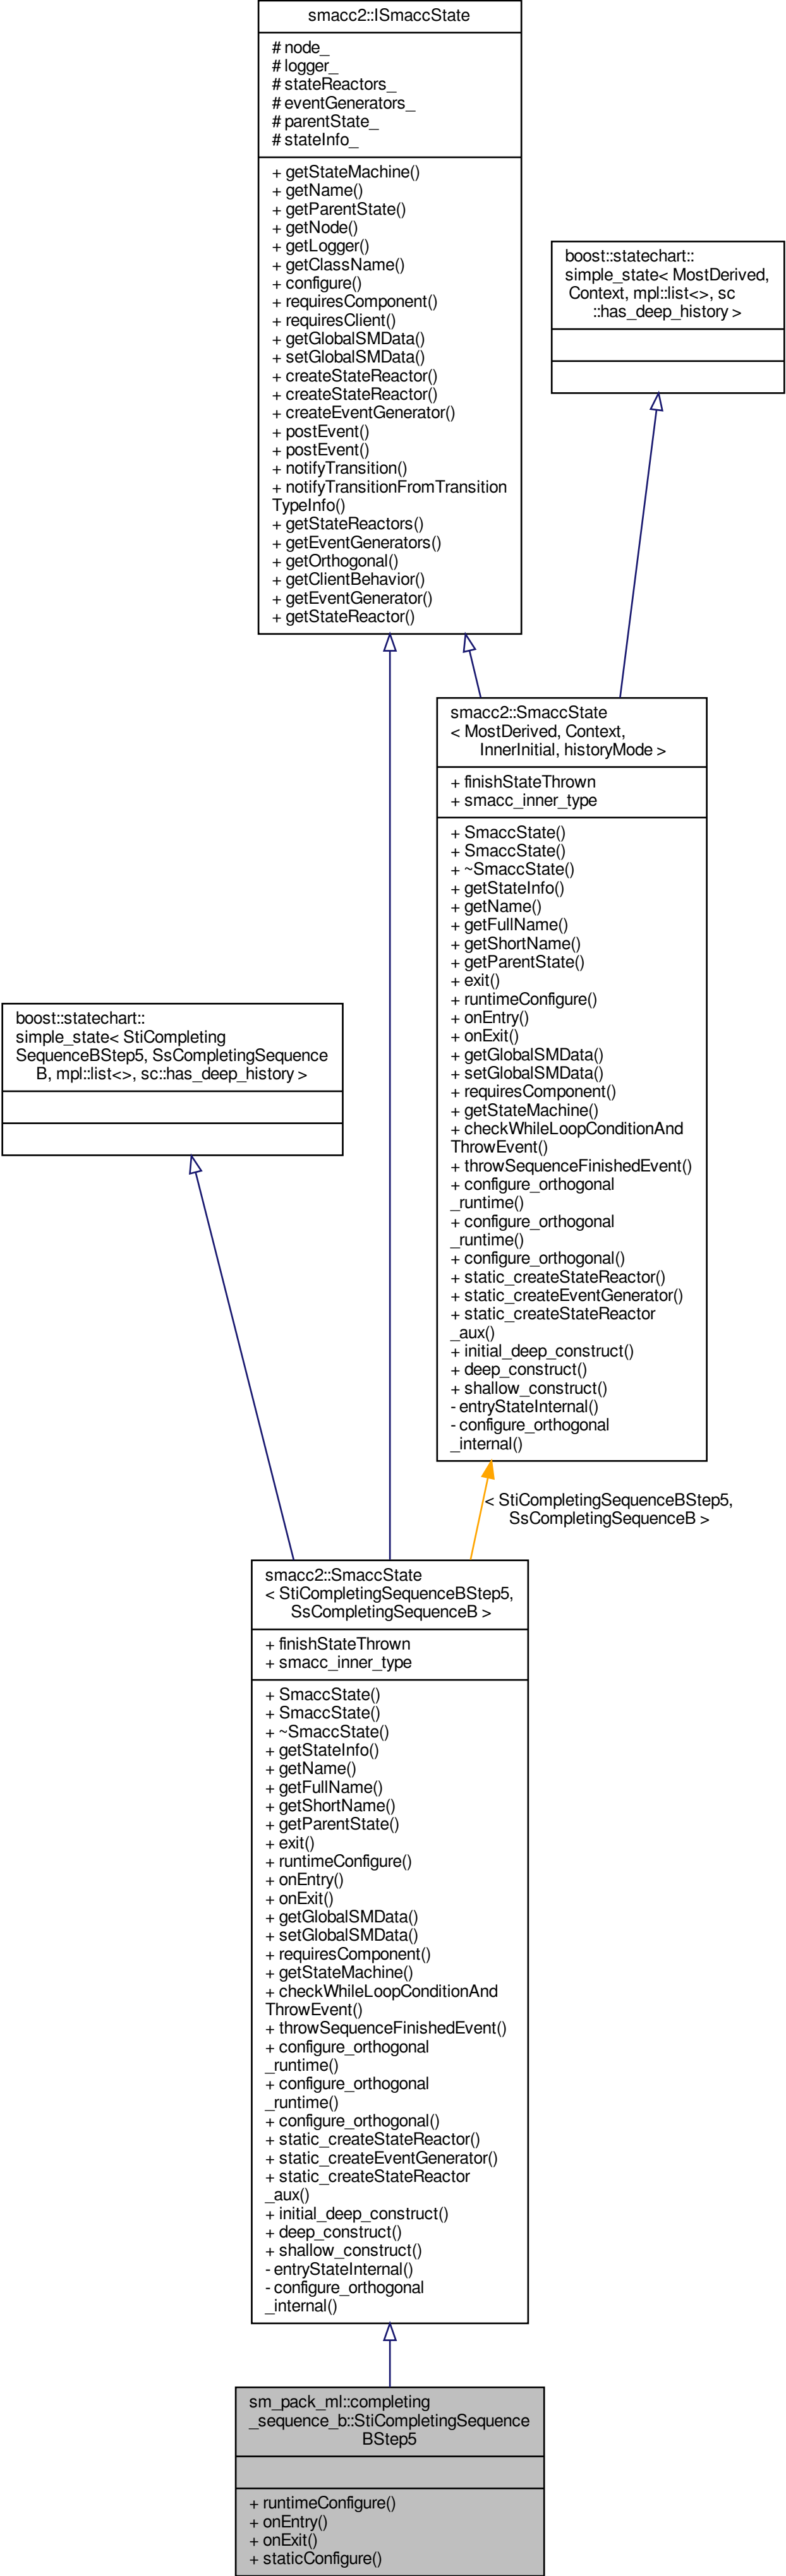 smacc2::ISmaccState
# node_
# logger_
# stateReactors_
# eventGenerators_
# parentState_
# stateInfo_
+ getStateMachine()
+ getName()
+ getParentState()
+ getNode()
+ getLogger()
+ getClassName()
+ configure()
+ requiresComponent()
+ requiresClient()
+ getGlobalSMData()
+ setGlobalSMData()
+ createStateReactor()
+ createStateReactor()
+ createEventGenerator()
+ postEvent()
+ postEvent()
+ notifyTransition()
+ notifyTransitionFromTransition
TypeInfo()
+ getStateReactors()
+ getEventGenerators()
+ getOrthogonal()
+ getClientBehavior()
+ getEventGenerator()
+ getStateReactor()
boost::statechart::
simple_state< MostDerived,
Context, mpl::list<>, sc
::has_deep_history >
smacc2::SmaccState
< MostDerived, Context,
InnerInitial, historyMode >
+ finishStateThrown
+ smacc_inner_type
+ SmaccState()
+ SmaccState()
+ ~SmaccState()
+ getStateInfo()
+ getName()
+ getFullName()
+ getShortName()
+ getParentState()
+ exit()
+ runtimeConfigure()
+ onEntry()
+ onExit()
+ getGlobalSMData()
+ setGlobalSMData()
+ requiresComponent()
+ getStateMachine()
+ checkWhileLoopConditionAnd
ThrowEvent()
+ throwSequenceFinishedEvent()
+ configure_orthogonal
_runtime()
+ configure_orthogonal
_runtime()
+ configure_orthogonal()
+ static_createStateReactor()
+ static_createEventGenerator()
+ static_createStateReactor
_aux()
+ initial_deep_construct()
+ deep_construct()
+ shallow_construct()
- entryStateInternal()
- configure_orthogonal
_internal()
boost::statechart::
simple_state< StiCompleting
SequenceBStep5, SsCompletingSequence
B, mpl::list<>, sc::has_deep_history >
< StiCompletingSequenceBStep5,
SsCompletingSequenceB >
smacc2::SmaccState
< StiCompletingSequenceBStep5,
SsCompletingSequenceB >
+ finishStateThrown
+ smacc_inner_type
+ SmaccState()
+ SmaccState()
+ ~SmaccState()
+ getStateInfo()
+ getName()
+ getFullName()
+ getShortName()
+ getParentState()
+ exit()
+ runtimeConfigure()
+ onEntry()
+ onExit()
+ getGlobalSMData()
+ setGlobalSMData()
+ requiresComponent()
+ getStateMachine()
+ checkWhileLoopConditionAnd
ThrowEvent()
+ throwSequenceFinishedEvent()
+ configure_orthogonal
_runtime()
+ configure_orthogonal
_runtime()
+ configure_orthogonal()
+ static_createStateReactor()
+ static_createEventGenerator()
+ static_createStateReactor
_aux()
+ initial_deep_construct()
+ deep_construct()
+ shallow_construct()
- entryStateInternal()
- configure_orthogonal
_internal()
sm_pack_ml::completing
_sequence_b::StiCompletingSequence
BStep5
+ runtimeConfigure()
+ onEntry()
+ onExit()
+ staticConfigure()